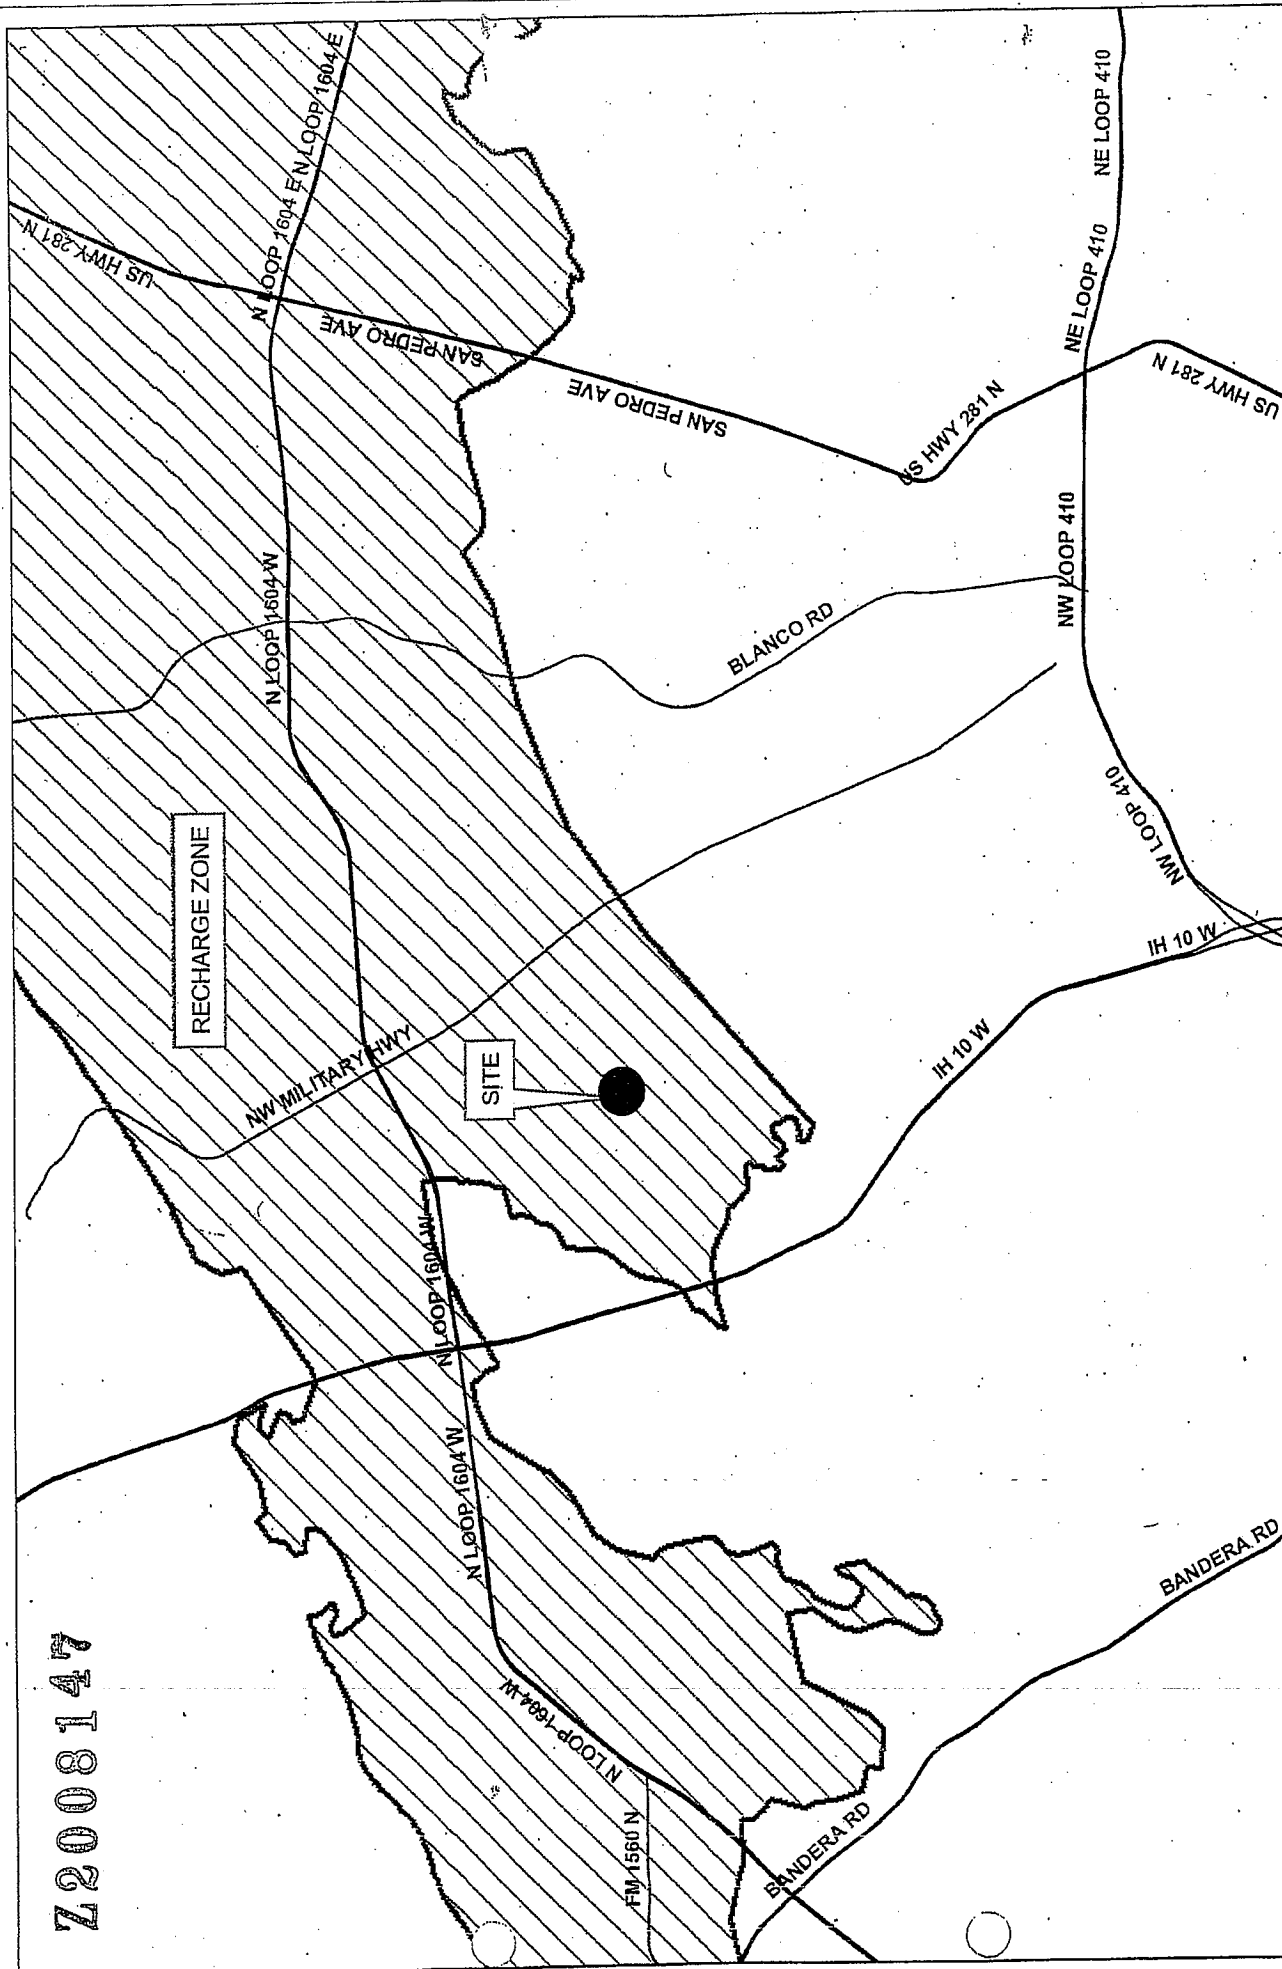 Z2008147
RECHARGE ZONE
SITE
N LOOP 1604 W
FM 1560 N
BANDERA RD
BANDERA RD
N LOOP 1604 W
N LOOP 1604 W
NW MILITARY HWY
N LOOP 1604 W
N LOOP 1604 E
N LOOP 1604 E
US HWY 281 N
SAN PEDRO AVE
SAN PEDRO AVE
SAN PEDRO AVE
US HWY 281 N
BLANCO RD
IH 10 W
IH 10 W
NW LOOP 410
NW LOOP 410
NE LOOP 410
NE LOOP 410
US HWY 281 N